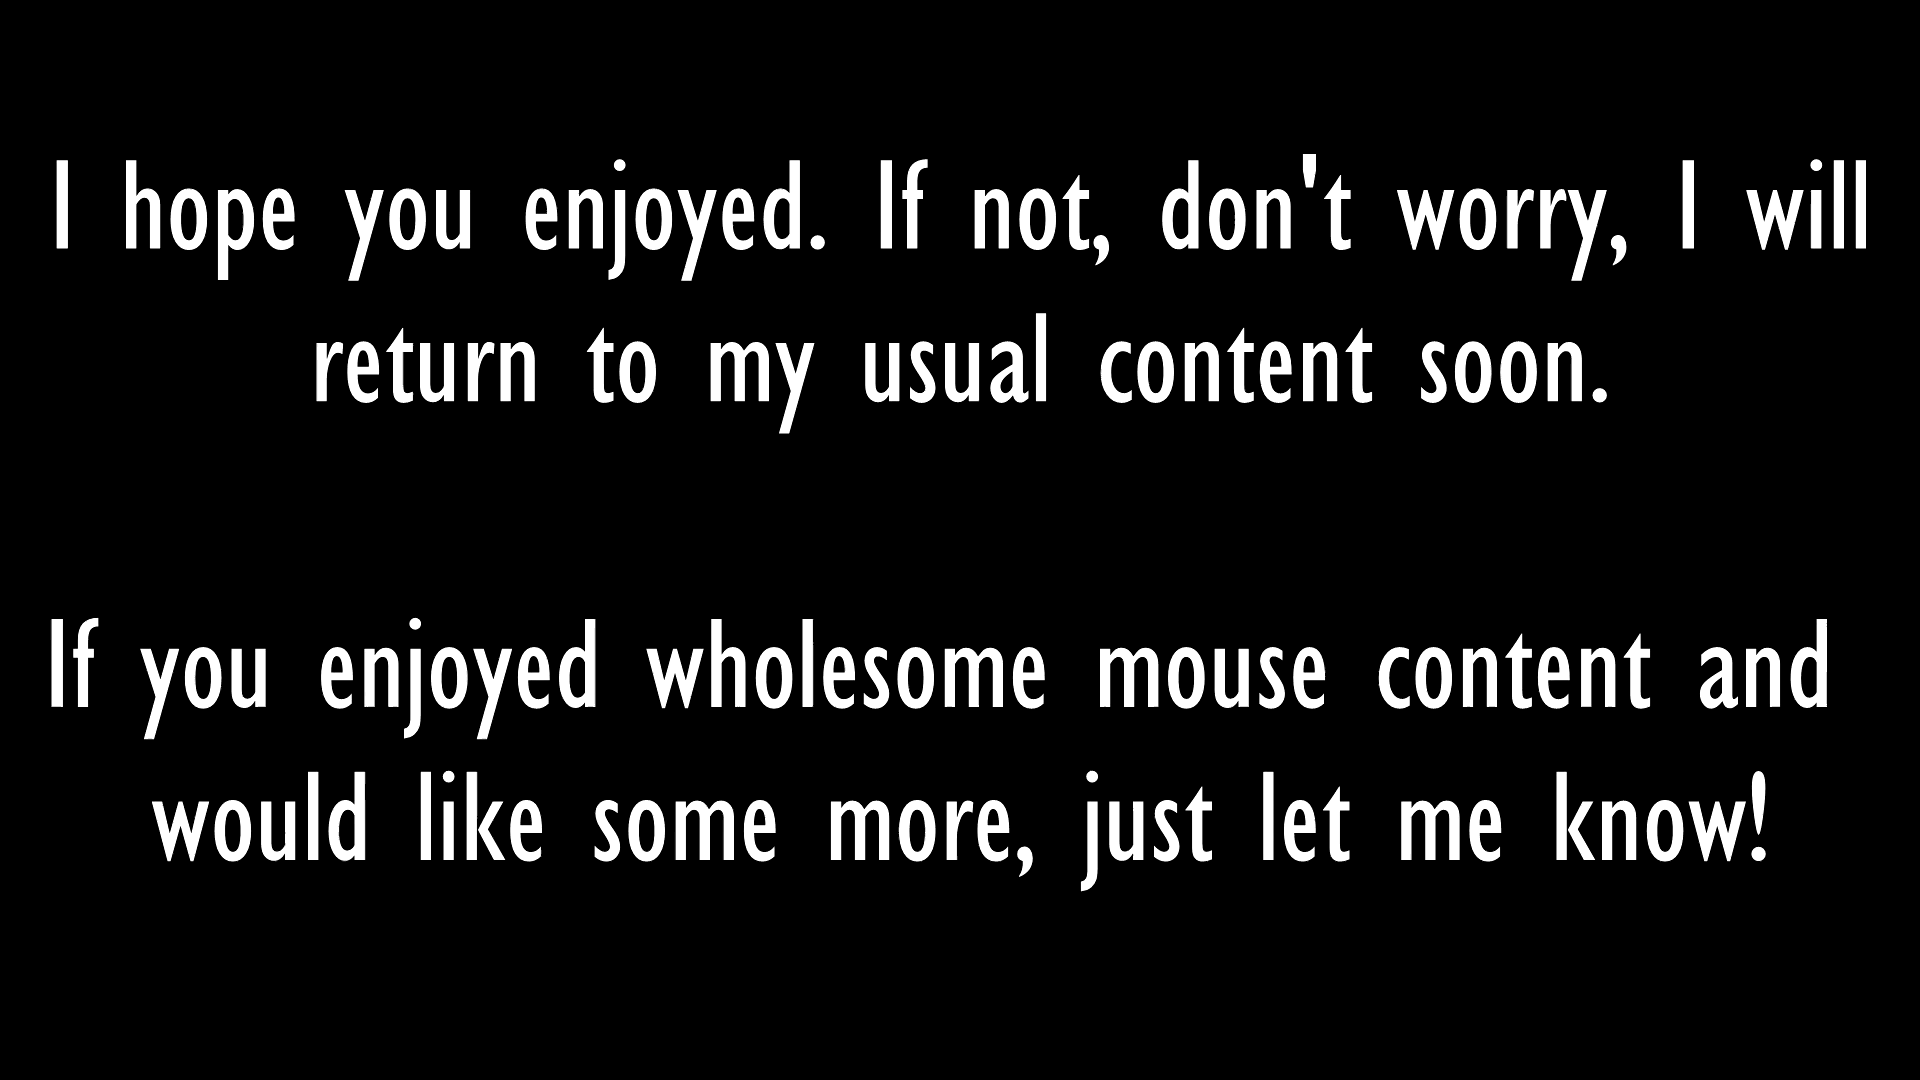 I hope you enjoyed. If not, don't worry, I will
return to my usual content soon.
If you enjoyed wholesome mouse content and
would like some more, just let me know!